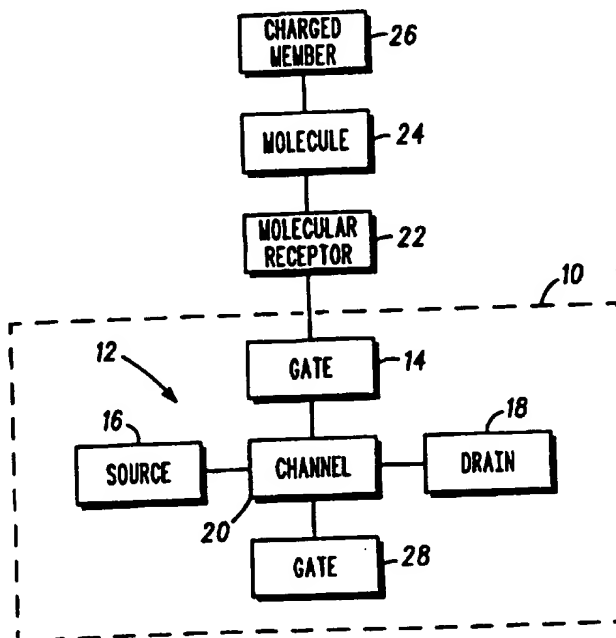 CHARGED
MEMBER
26
MOLECULE
24
MOLECULAR
RECEPTOR
22
10
12
GATE
14
16
18
SOURCE
CHANNEL
DRAIN
20
GATE
28